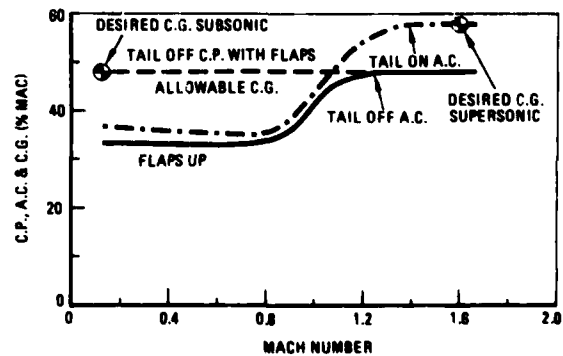 60
DESIRED C.G. SUBSONIC
TAIL OFF C.P. WITH FLAPS
ALLOWABLE C.G.
TAIL ON A.C.
TAIL OFF A.C.
DESIRED C.G.
SUPERSONIC
FLAPS UP
40
20
0
C.P., A.C. & C.G. (% MAC)
0 0.4 0.8 1.2 1.6 2.0
MACH NUMBER